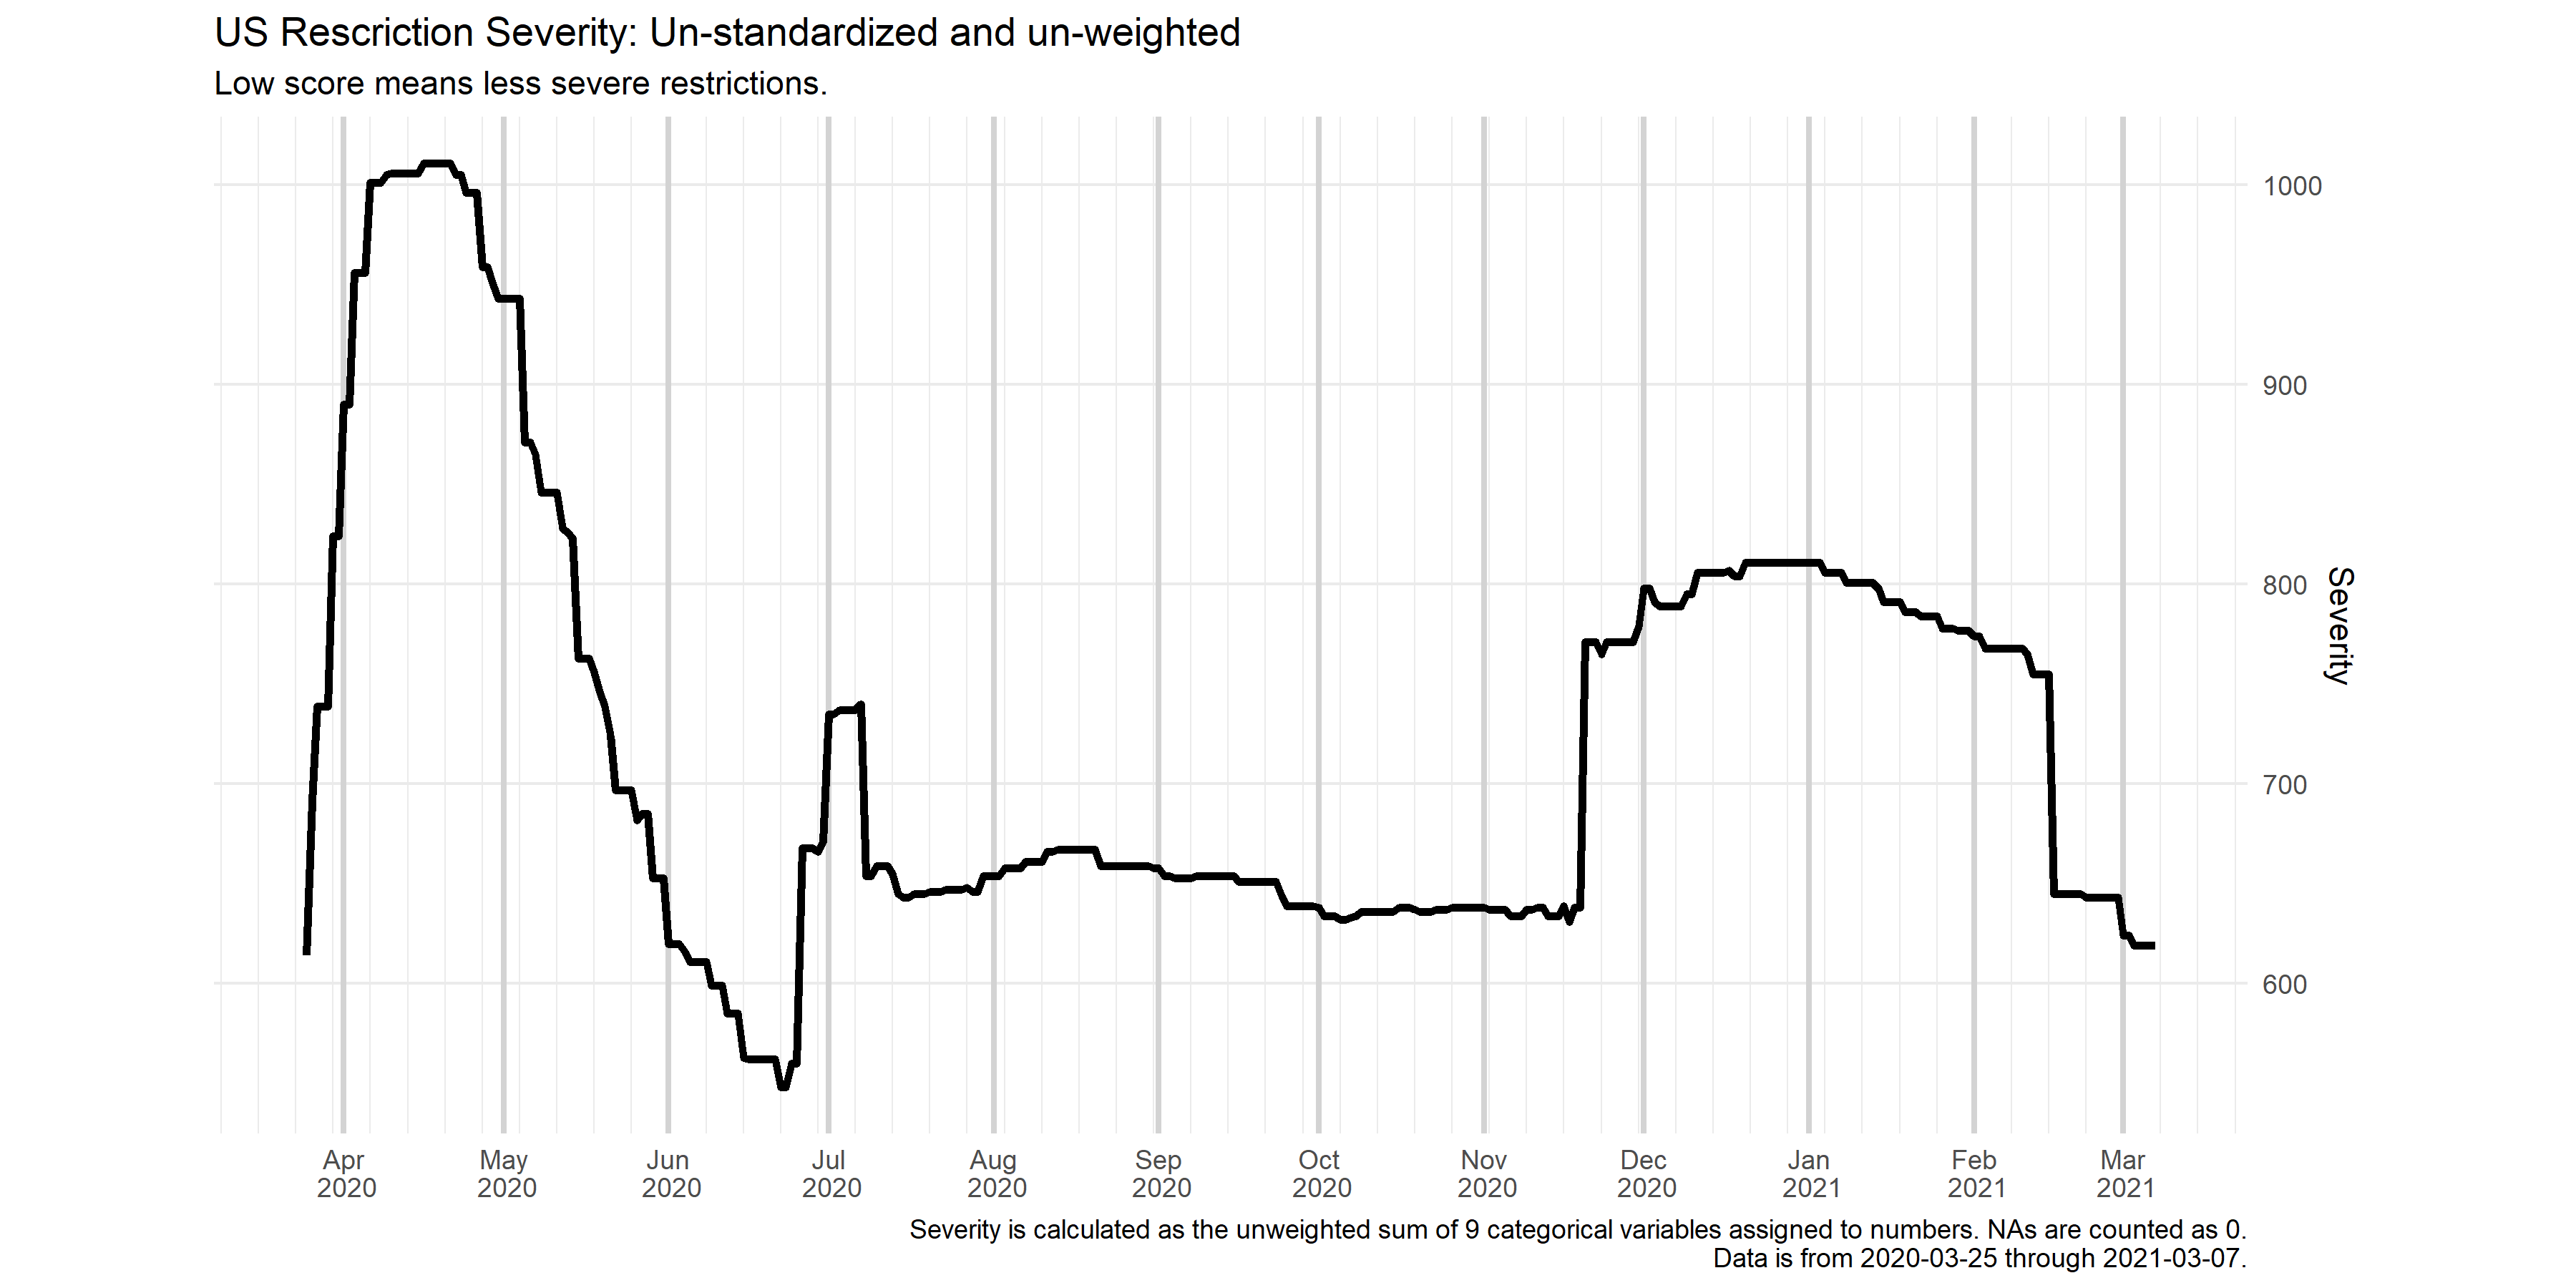 US Rescriction Severity: Un-standardized and un-weighted
Low score means less severe restrictions.
1000
900
800
700
600
Severity
Apr 2020
May 2020
Jun 2020
Jul 2020
Aug 2020
Sep 2020
Oct 2020
Nov 2020
Dec 2020
Jan 2021
Feb 2021
Mar 2021
Severity is calculated as the unweighted sum of 9 categorical variables assigned to numbers. NAs are counted as 0.
Data is from 2020-03-25 through 2021-03-07.